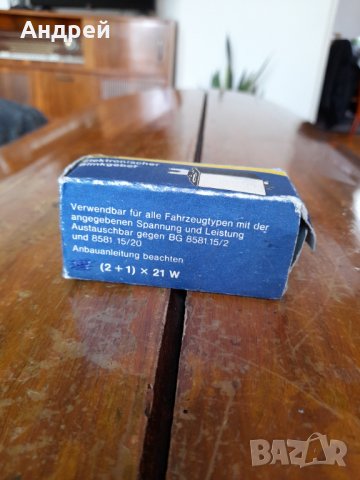 Андрей
Elektronischer
Blinkgeber
Verwendbar für alle Fahrzeugtypen mit der
angegebenen Spannung und Leistung
Austauschbar gegen BG 8581.15/2
und 8581.15/20
Anbauanleitung beachten
(2 + 1) × 21 W
BAZAR